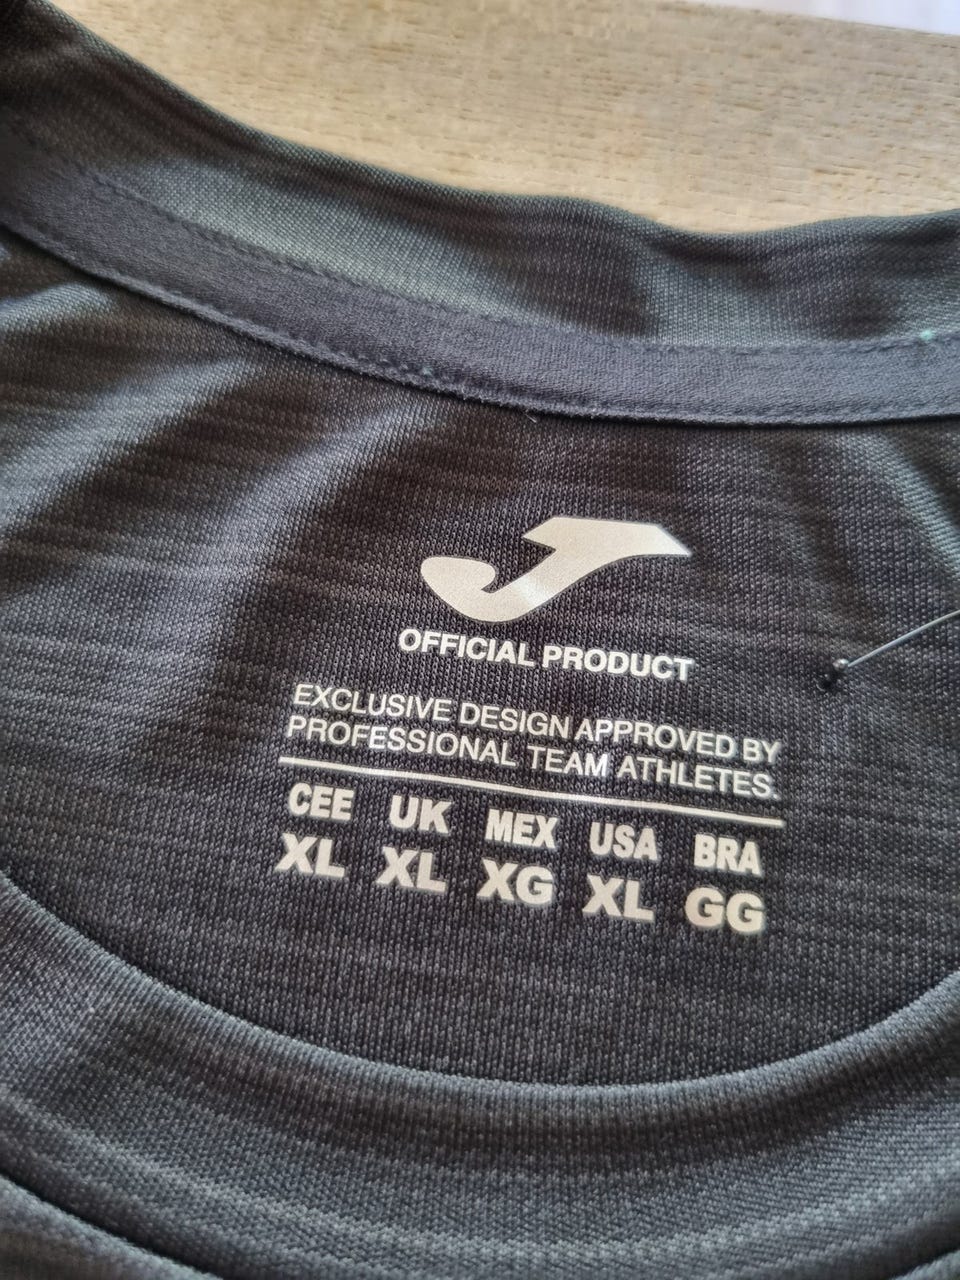 OFFICIAL PRODUCT
EXCLUSIVE DESIGN APPROVED BY
PROFESSIONAL TEAM ATHLETES.
CEE UK MEX USA BRA
XL XL XG XL GG